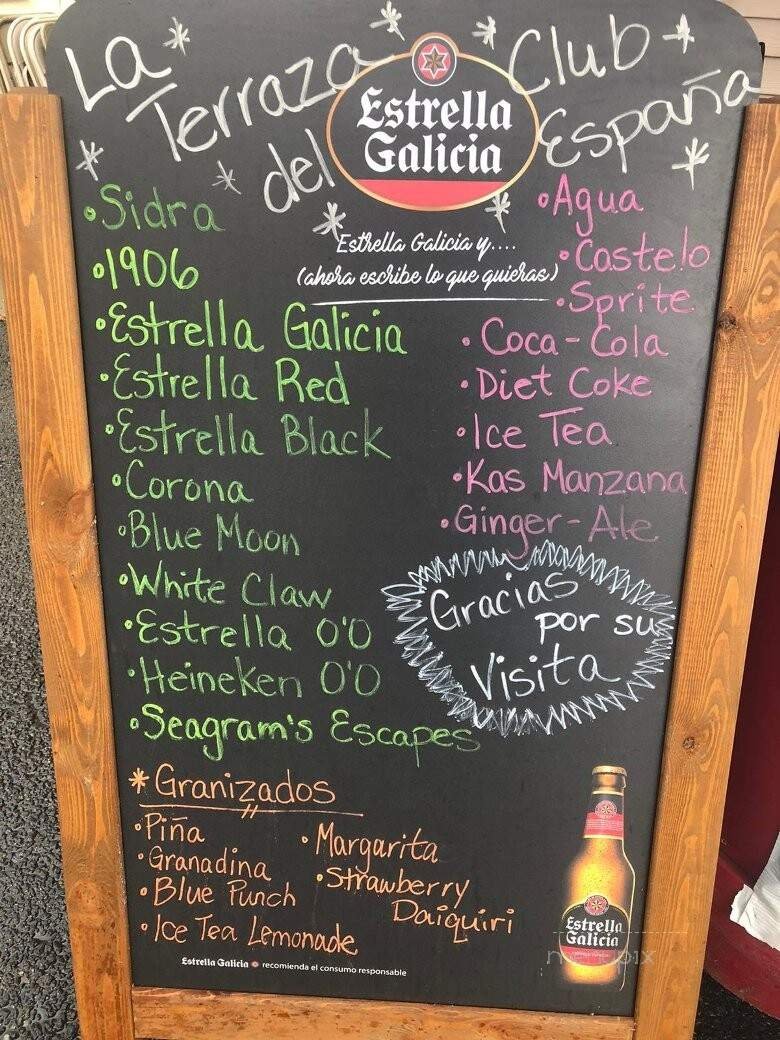 La Terraza del Club España
Estrella
Galicia
Estrella Galicia y....
(ahora escribe lo que quieras)
• Sidra
• 1906
• Estrella Galicia
• Estrella Red
• Estrella Black
• Corona
• Blue Moon
• White Claw
• Estrella 0'0
• Heineken 0'0
• Seagram's Escapes
• Agua
• Castelo
• Sprite
• Coca-Cola
• Diet Coke
• Ice Tea
• Kas Manzana
• Ginger-Ale
Gracias
por su
Visita
* Granizados
• Piña
• Granadina
• Blue Punch
• Ice Tea Lemonade
• Margarita
• Strawberry
Daiquiri
Estrella Galicia recomienda el consumo responsable
Estrella
Galicia
menupix